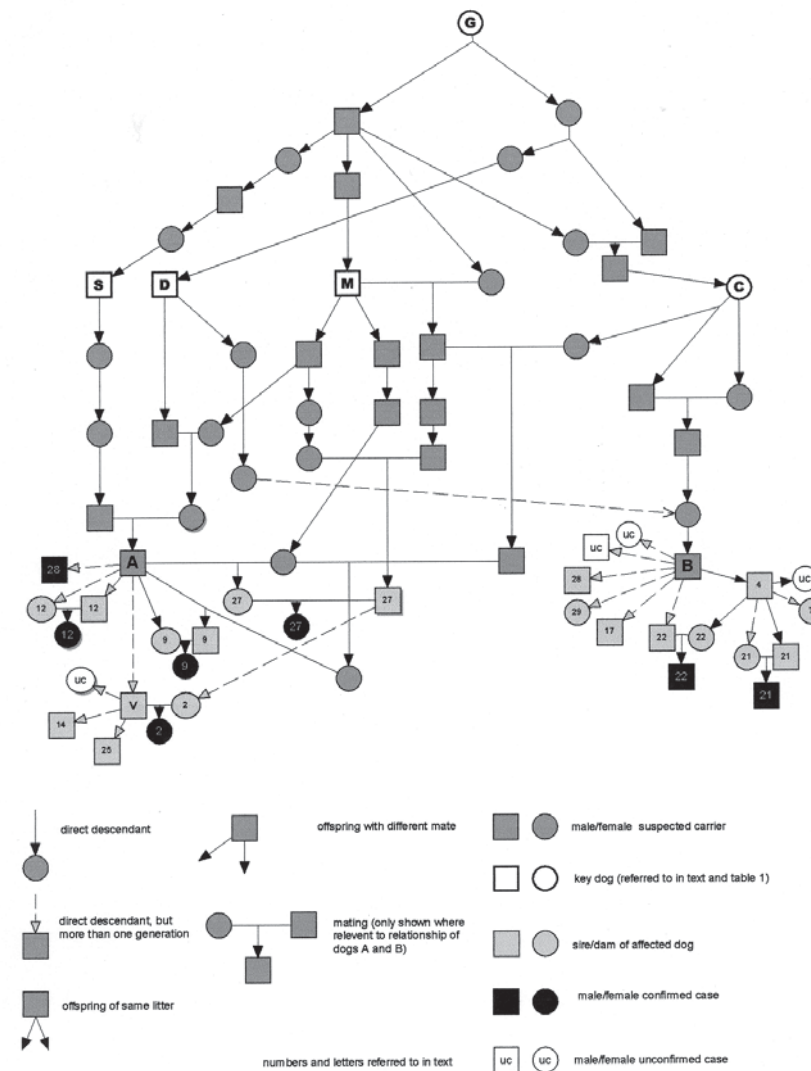 G
S
D
M
C
A
28
12
12
12
9
9
9
27
27
27
V
uc
2
2
14
25
B
uc
uc
28
29
17
22
22
22
4
uc
21
21
21
direct descendant
offspring with different mate
male/female suspected carrier
key dog (referred to in text and table 1)
direct descendant, but
more than one generation
mating (only shown where
relevent to relationship of
dogs A and B)
sire/dam of affected dog
offspring of same litter
male/female confirmed case
numbers and letters referred to in text
uc
uc
male/female unconfirmed case